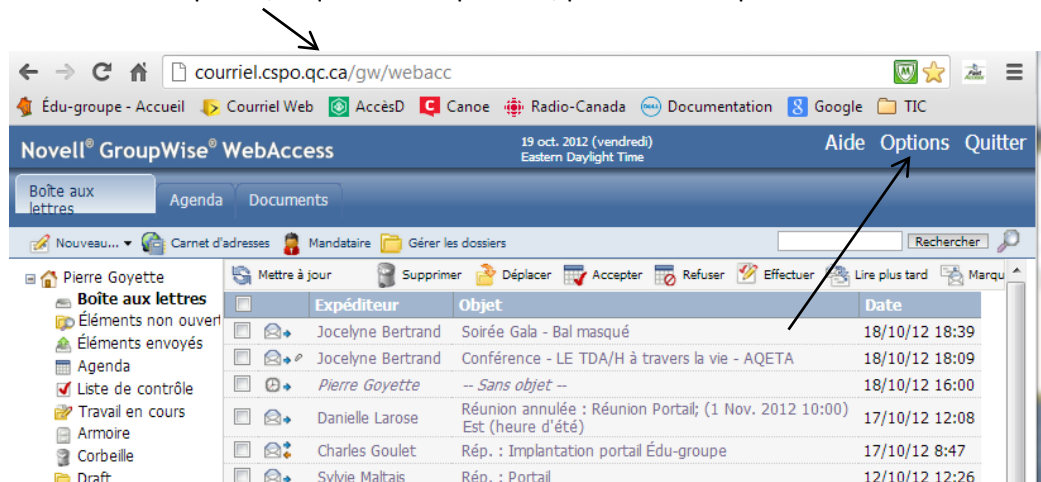 courriel.cspo.qc.ca/gw/webacc
Édu-groupe - Accueil Courriel Web AccèsD Canoe Radio-Canada Documentation Google TIC
Novell® GroupWise® WebAccess
19 oct. 2012 (vendredi)
Eastern Daylight Time
Aide Options Quitter
Boîte aux
lettres
Agenda Documents
Nouveau... Carnet d'adresses Mandataire Gérer les dossiers Rechercher
Pierre Goyette
Boîte aux lettres
Éléments non ouvert
Éléments envoyés
Agenda
Liste de contrôle
Travail en cours
Armoire
Corbeille
Draft
Mettre à jour Supprimer Déplacer Accepter Refuser Effectuer Lire plus tard Marqu
Expéditeur Objet Date
Jocelyne Bertrand Soirée Gala - Bal masqué 18/10/12 18:39
Jocelyne Bertrand Conférence - LE TDA/H à travers la vie - AQETA 18/10/12 18:09
Pierre Goyette -- Sans objet -- 18/10/12 16:00
Danielle Larose Réunion annulée : Réunion Portail; (1 Nov. 2012 10:00) 17/10/12 12:08
Est (heure d'été)
Charles Goulet Rép. : Implantation portail Édu-groupe 17/10/12 8:47
Sylvie Maltais Rép. : Portail 12/10/12 12:26